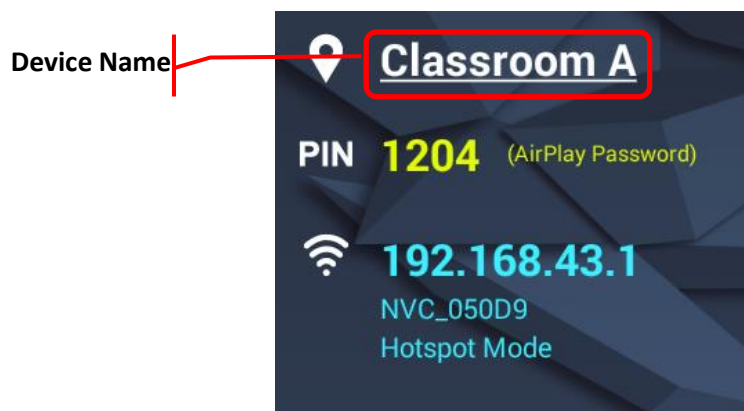 Device Name
Classroom A
PIN 1204 (AirPlay Password)
192.168.43.1
NVC_050D9
Hotspot Mode